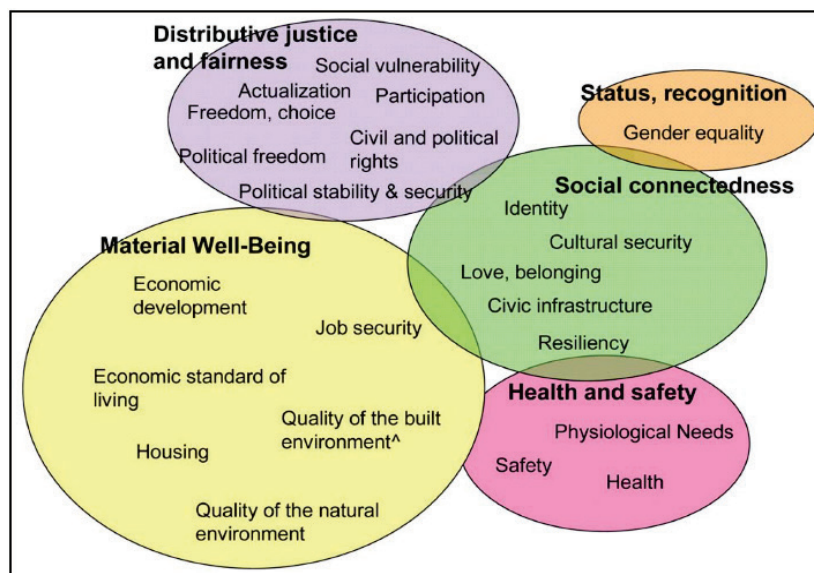 Distributive justice
and fairness
Social vulnerability
Actualization
Participation
Freedom, choice
Civil and political
rights
Political freedom
Political stability & security
Status, recognition
Gender equality
Social connectedness
Identity
Cultural security
Love, belonging
Civic infrastructure
Resiliency
Material Well-Being
Economic
development
Job security
Economic standard of
living
Quality of the built
environment^
Housing
Quality of the natural
environment
Health and safety
Physiological Needs
Safety
Health